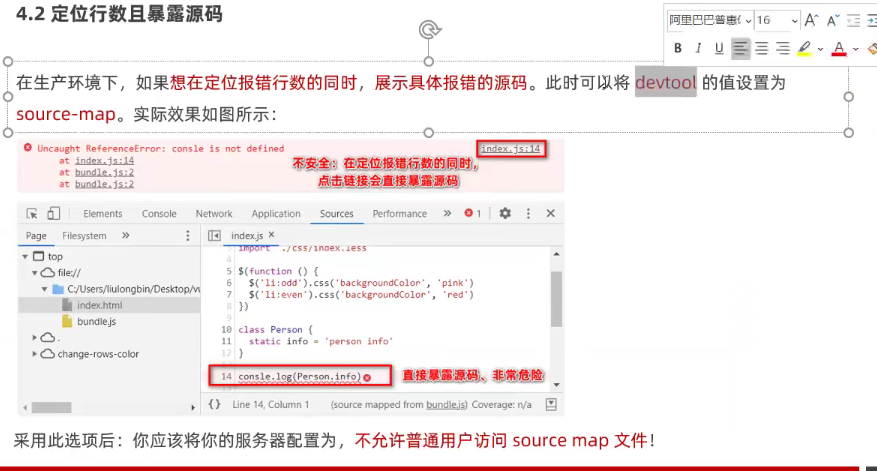 4.2 定位行数且暴露源码
阿里巴巴普惠 16
B I U A
在生产环境下，如果想在定位报错行数的同时，展示具体报错的源码。此时可以将 devtool 的值设置为
source-map。实际效果如图所示：
Uncaught ReferenceError: consle is not defined index.js:14
at index.js:14
at bundle.js:2
at bundle.js:2
不安全：在定位报错行数的同时，
点击链接会直接暴露源码
Elements Console Network Application Sources Performance » 1
Page Filesystem » index.js ×
top
file://
C:/Users/liulongbin/Desktop/vu
index.html
bundle.js
.
change-rows-color
3 import './css/index.less
4
5 $(function () {
6 $('li:odd').css('backgroundColor', 'pink')
7 $('li:even').css('backgroundColor', 'red')
8 })
9
10 class Person {
11 static info = 'person info'
12 }
13
14 consle.log(Person.info)
直接暴露源码、非常危险
{} Line 14, Column 1 (source mapped from bundle.js) Coverage: n/a
采用此选项后：你应该将你的服务器配置为，不允许普通用户访问 source map 文件！